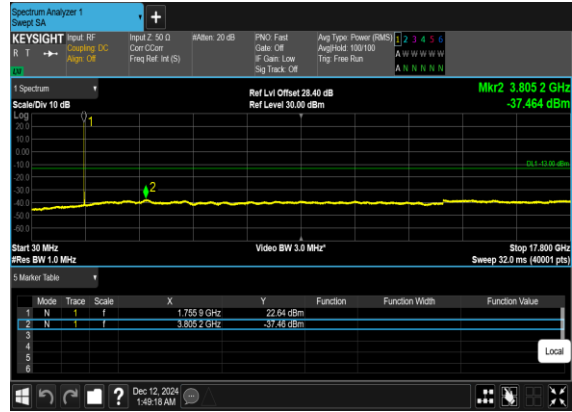 Spectrum Analyzer 1
Swept SA
+
KEYSIGHT Input: RF Input Z: 50 Ω #Atten: 20 dB PNO: Fast Avg Type: Power (RMS) 1 2 3 4 5 6
R T Coupling: DC Corr CCorr Gate: Off Avg|Hold: 100/100 A W W W W W
Align: Off Freq Ref: Int (S) IF Gain: Low Trig: Free Run
Sig Track: Off A N N N N N
1 Spectrum Ref Lvl Offset 28.40 dB Mkr2 3.805 2 GHz
Scale/Div 10 dB Ref Level 30.00 dBm -37.464 dBm
Log
1
20.0
10.0
0.00
-10.0 DL1 -13.00 dBm
-20.0
-30.0 2
-40.0
-50.0
-60.0
Start 30 MHz Video BW 3.0 MHz* Stop 17.800 GHz
#Res BW 1.0 MHz Sweep 32.0 ms (40001 pts)
5 Marker Table
Mode Trace Scale X Y Function Function Width Function Value
1 N 1 f 1.755 9 GHz 22.64 dBm
2 N 1 f 3.805 2 GHz -37.46 dBm
3
4
5
6
Local
? Dec 12, 2024
1:49:18 AM